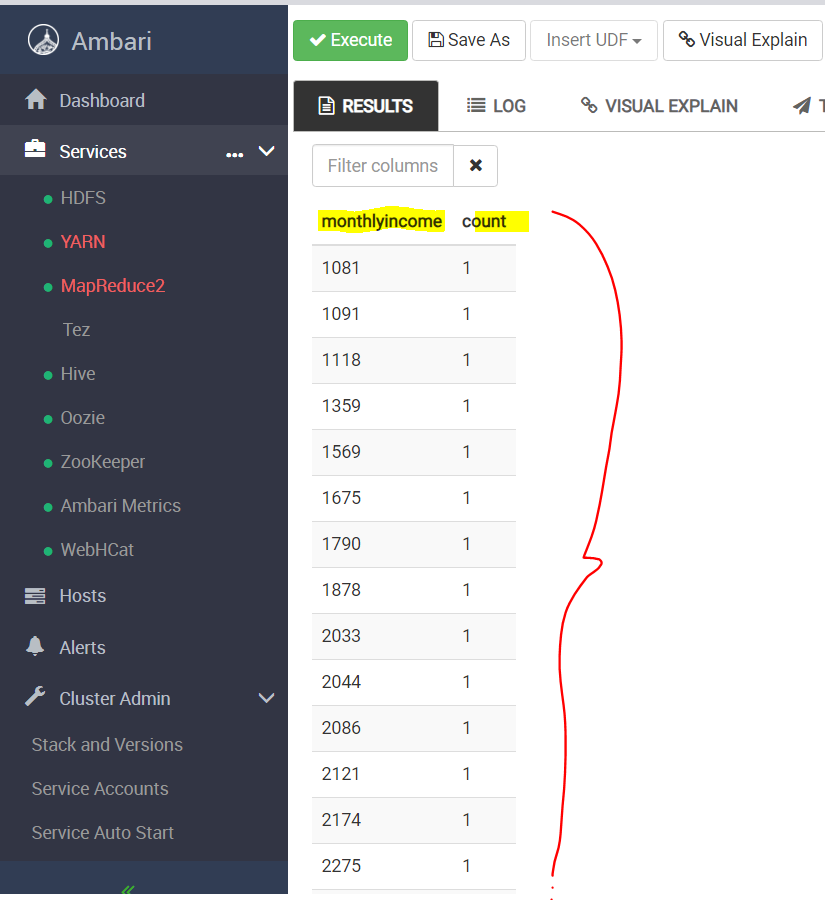 Ambari
Dashboard
Services ...
HDFS
YARN
MapReduce2
Tez
Hive
Oozie
ZooKeeper
Ambari Metrics
WebHCat
Hosts
Alerts
Cluster Admin
Stack and Versions
Service Accounts
Service Auto Start
«
Execute Save As Insert UDF Visual Explain
RESULTS LOG VISUAL EXPLAIN T
Filter columns
monthlyincome count
1081 1
1091 1
1118 1
1359 1
1569 1
1675 1
1790 1
1878 1
2033 1
2044 1
2086 1
2121 1
2174 1
2275 1